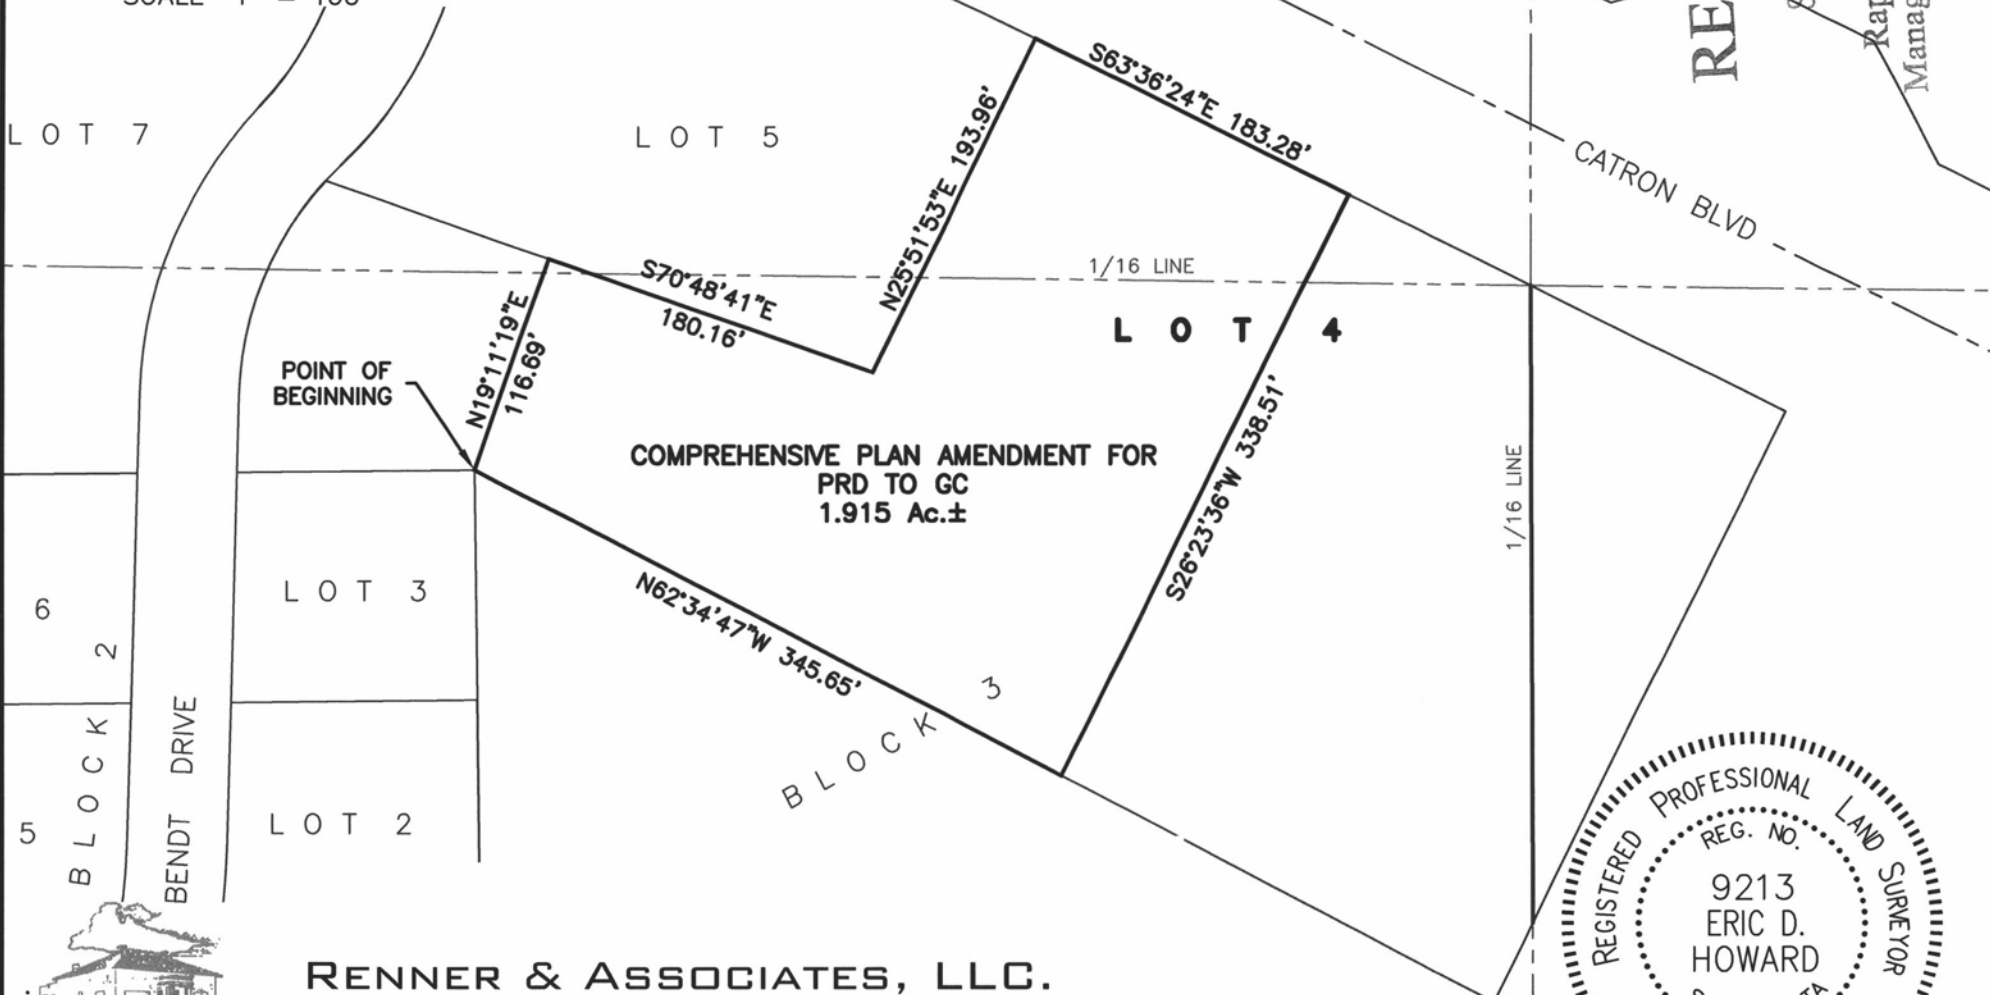 LOT 7
LOT 5
S63°36'24"E 183.28'
N25°51'53"E 193.96'
CATRON BLVD
1/16 LINE
S70°48'41"E
180.16'
N19°11'19"E
116.69'
LOT 4
POINT OF
BEGINNING
COMPREHENSIVE PLAN AMENDMENT FOR
PRD TO GC
1.915 Ac.±
S26°23'36"W 338.51'
1/16 LINE
N62°34'47"W 345.65'
LOT 3
6
BLOCK 2
BENDT DRIVE
BLOCK 3
LOT 2
5
REGISTERED PROFESSIONAL LAND SURVEYOR
REG. NO.
9213
ERIC D.
HOWARD
RENNER & ASSOCIATES, LLC.